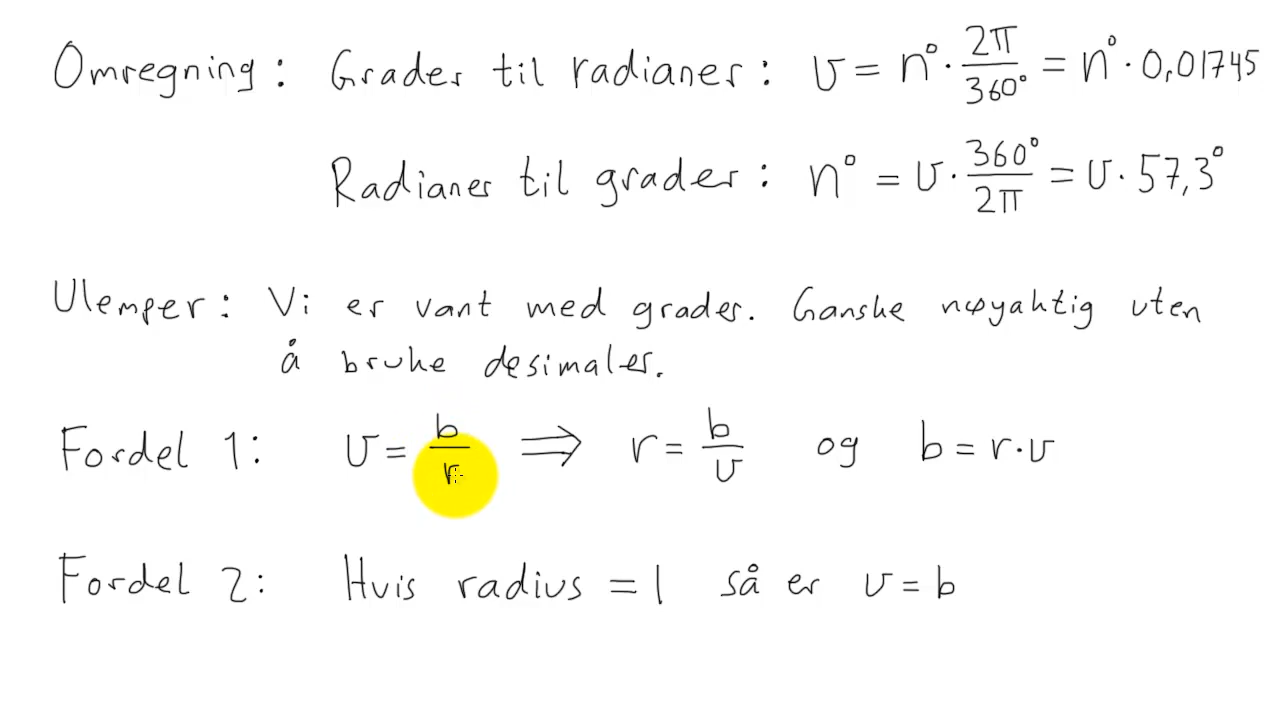 Omregning: Grader til radianer: v = n° · 2π/360° = n° · 0,01745
Radianer til grader: n° = v · 360°/2π = v · 57,3°
Ulemper: Vi er vant med grader. Ganske nøyaktig uten
å bruke desimaler.
Fordel 1: v = b/r ⇒ r = b/v og b = r·v
Fordel 2: Hvis radius = 1 så er v = b